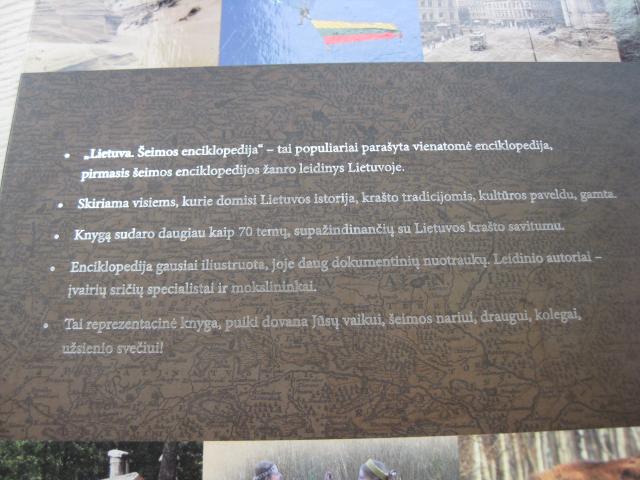 • „Lietuva. Šeimos enciklopedija“ – tai populiariai parašyta vienatomė enciklopedija,
pirmasis šeimos enciklopedijos žanro leidinys Lietuvoje.
• Skiriama visiems, kurie domisi Lietuvos istorija, krašto tradicijomis, kultūros paveldu, gamta.
• Knygą sudaro daugiau kaip 70 temų, supažindinančių su Lietuvos krašto savitumu.
• Enciklopedija gausiai iliustruota, joje daug dokumentinių nuotraukų. Leidinio autoriai –
įvairių sričių specialistai ir mokslininkai.
• Tai reprezentacinė knyga, puiki dovana Jūsų vaikui, šeimos nariui, draugui, kolegai,
užsienio svečiui!